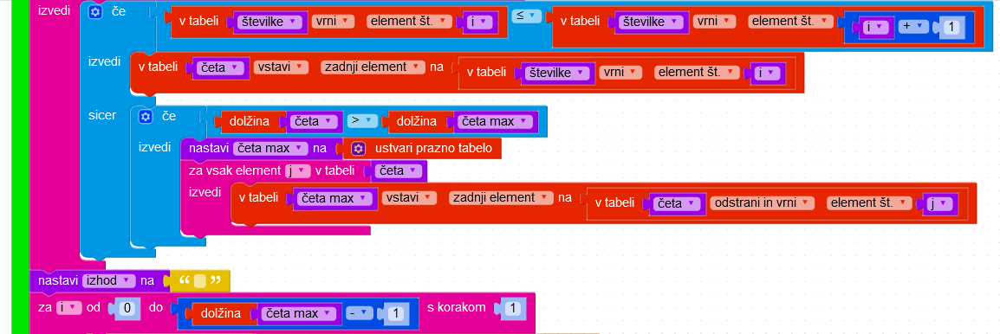 izvedi če v tabeli številke vrni element št. i ≤ v tabeli številke vrni element št. i + 1
izvedi v tabeli četa vstavi zadnji element na v tabeli številke vrni element št. i
sicer če dolžina četa > dolžina četa max
izvedi nastavi četa max na ustvari prazno tabelo
za vsak element j v tabeli četa
izvedi v tabeli četa max vstavi zadnji element na v tabeli četa odstrani in vrni element št. j
nastavi izhod na “ ”
za i od 0 do dolžina četa max - 1 s korakom 1